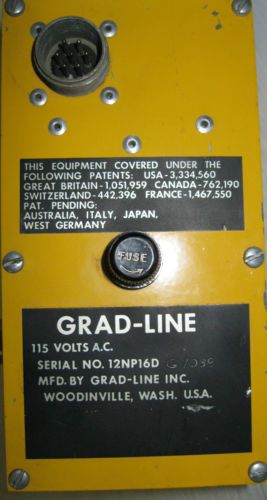 THIS EQUIPMENT COVERED UNDER THE
FOLLOWING PATENTS: USA-3,334,560
GREAT BRITAIN-1,051,959 CANADA-762,190
SWITZERLAND-442,396 FRANCE-1,467,550
PAT. PENDING:
AUSTRALIA, ITALY, JAPAN,
WEST GERMANY
FUSE
GRAD-LINE
115 VOLTS A.C.
SERIAL NO. 12NP16D
MFD. BY GRAD-LINE INC.
WOODINVILLE, WASH. U.S.A.